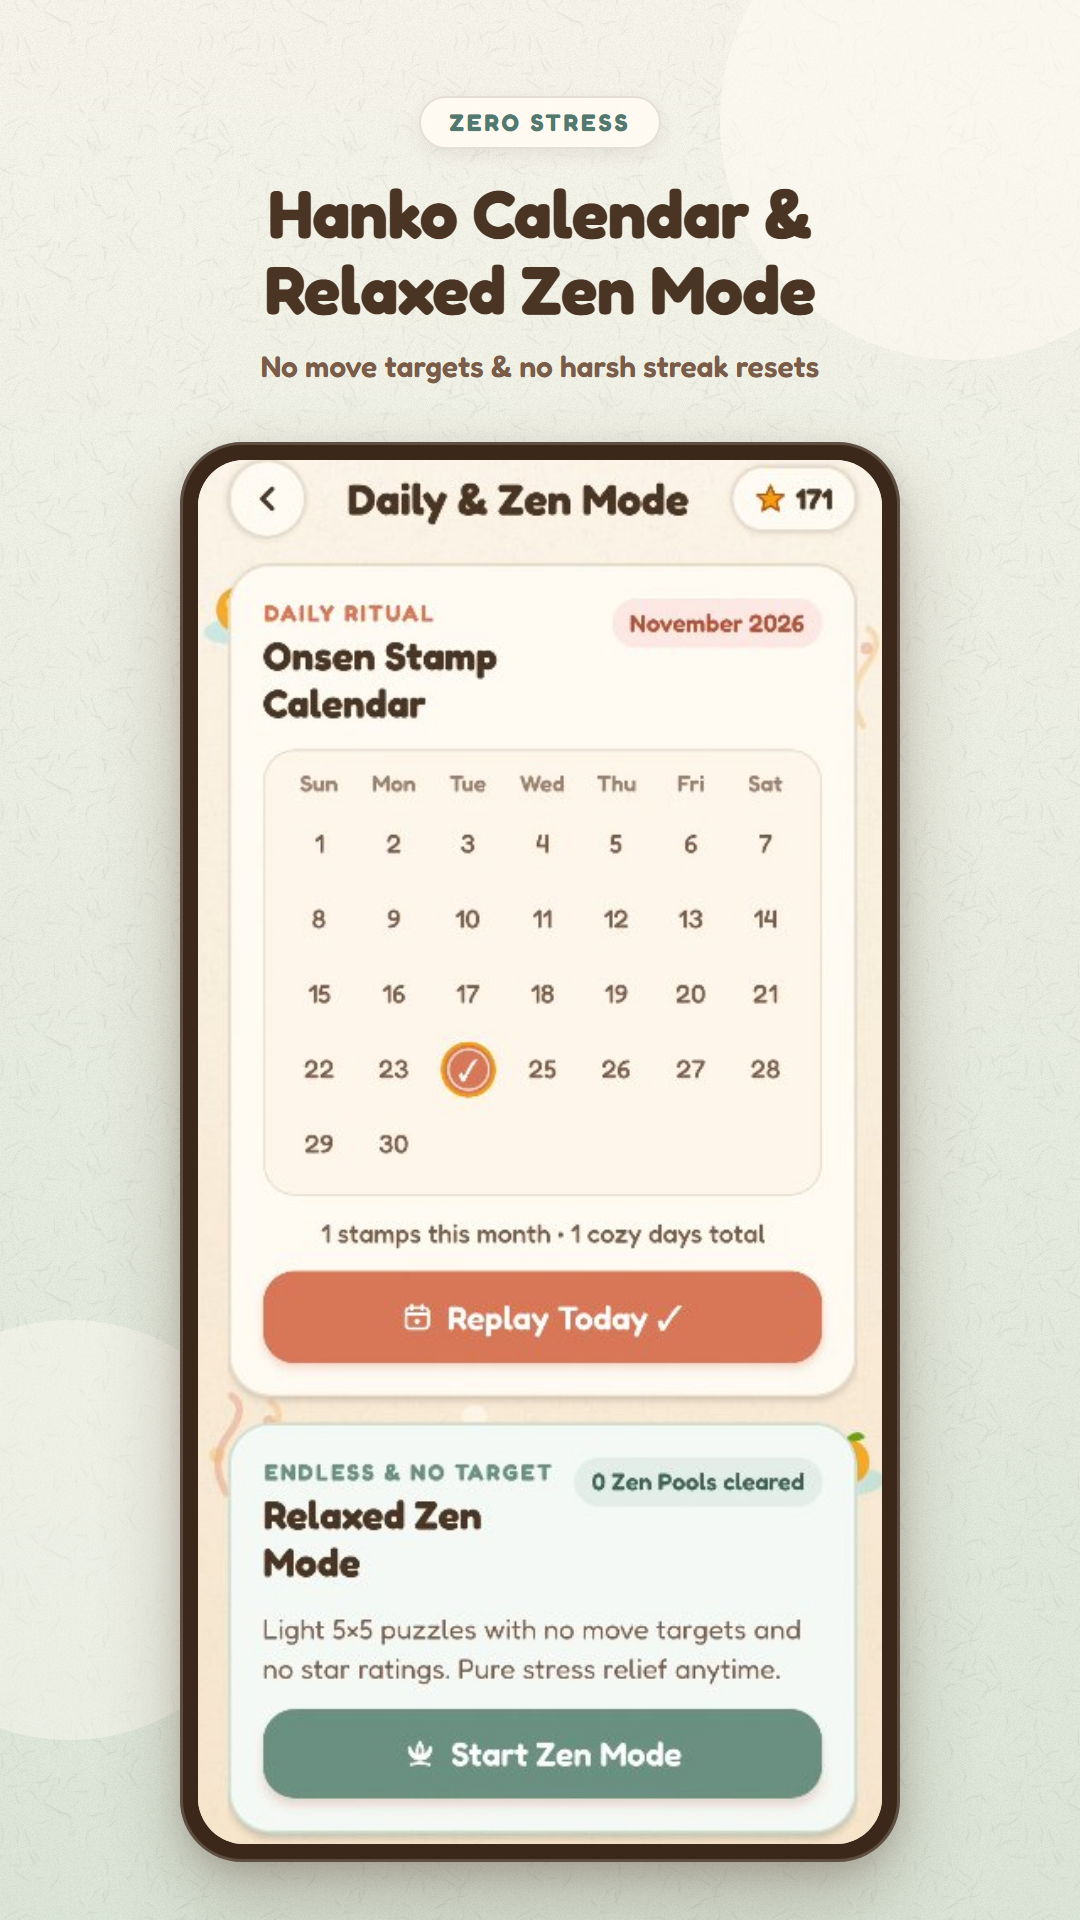 ZERO STRESS
Hanko Calendar &
Relaxed Zen Mode
No move targets & no harsh streak resets
Daily & Zen Mode
171
DAILY RITUAL
November 2026
Onsen Stamp
Calendar
Sun Mon Tue Wed Thu Fri Sat
1 2 3 4 5 6 7
8 9 10 11 12 13 14
15 16 17 18 19 20 21
22 23 ✓ 25 26 27 28
29 30
1 stamps this month • 1 cozy days total
Replay Today ✓
ENDLESS & NO TARGET
0 Zen Pools cleared
Relaxed Zen
Mode
Light 5×5 puzzles with no move targets and
no star ratings. Pure stress relief anytime.
Start Zen Mode